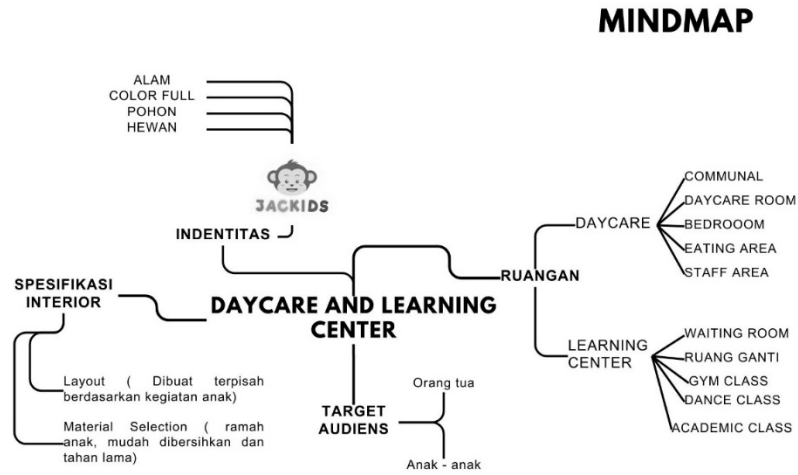 MINDMAP
ALAM
COLOR FULL
POHON
HEWAN
JACKIDS
INDENTITAS
SPESIFIKASI
INTERIOR
Layout ( Dibuat terpisah
berdasarkan kegiatan anak)
Material Selection ( ramah
anak, mudah dibersihkan dan
tahan lama)
DAYCARE AND LEARNING
CENTER
TARGET
AUDIENS
Orang tua
Anak - anak
RUANGAN
DAYCARE
COMMUNAL
DAYCARE ROOM
BEDROOOM
EATING AREA
STAFF AREA
LEARNING
CENTER
WAITING ROOM
RUANG GANTI
GYM CLASS
DANCE CLASS
ACADEMIC CLASS